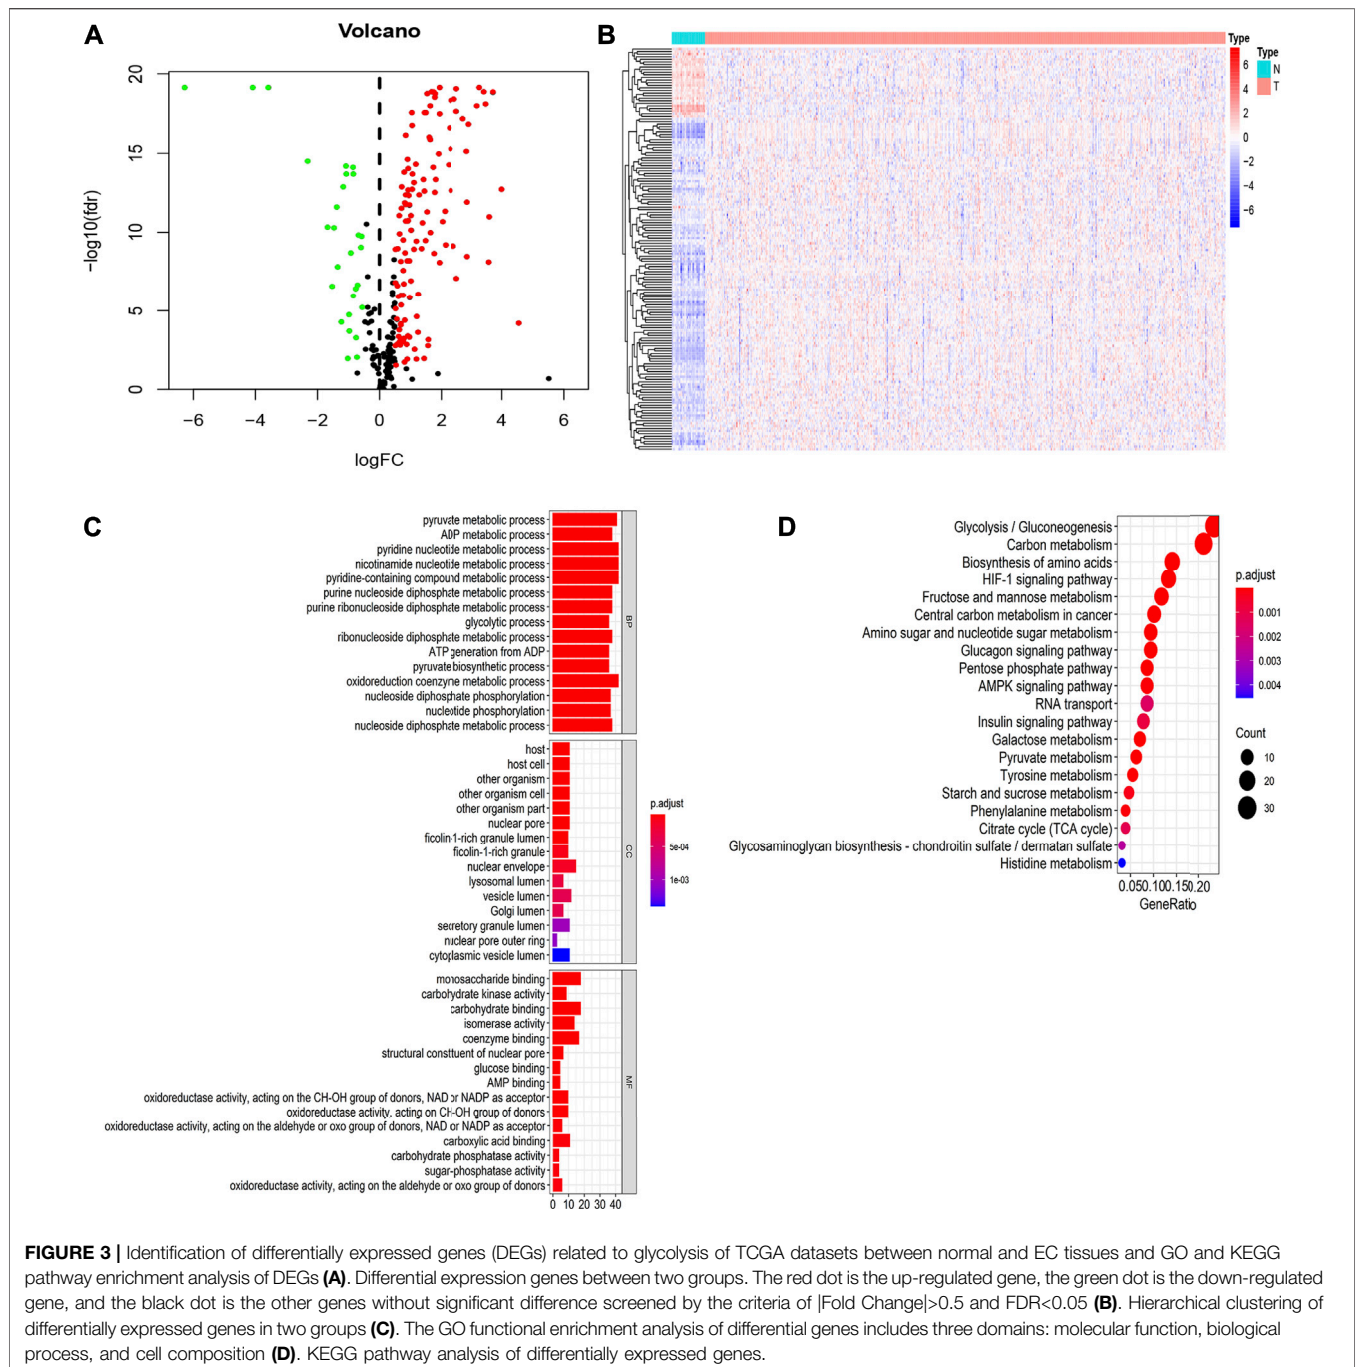 A
Volcano
20
15
10
5
0
−log10(fdr)
−6
−4
−2
0
2
4
6
logFC
B
Type
6
4
2
0
−2
−4
−6
Type
N
T
C
pyruvate metabolic process
ADP metabolic process
pyridine nucleotide metabolic process
nicotinamide nucleotide metabolic process
pyridine-containing compound metabolic process
purine nucleoside diphosphate metabolic process
purine ribonucleoside diphosphate metabolic process
glycolytic process
ribonucleoside diphosphate metabolic process
ATP generation from ADP
pyruvate biosynthetic process
oxidoreduction coenzyme metabolic process
nucleoside diphosphate phosphorylation
nucleotide phosphorylation
nucleoside diphosphate metabolic process
BP
host
host cell
other organism
other organism cell
other organism part
nuclear pore
ficolin-1-rich granule lumen
ficolin-1-rich granule
nuclear envelope
lysosomal lumen
vesicle lumen
Golgi lumen
secretory granule lumen
nuclear pore outer ring
cytoplasmic vesicle lumen
CC
monosaccharide binding
carbohydrate kinase activity
carbohydrate binding
isomerase activity
coenzyme binding
structural constituent of nuclear pore
glucose binding
AMP binding
oxidoreductase activity, acting on the CH-OH group of donors, NAD or NADP as acceptor
oxidoreductase activity, acting on CH-OH group of donors
oxidoreductase activity, acting on the aldehyde or oxo group of donors, NAD or NADP as acceptor
carboxylic acid binding
carbohydrate phosphatase activity
sugar-phosphatase activity
oxidoreductase activity, acting on the aldehyde or oxo group of donors
MF
0 10 20 30 40
p.adjust
5e-04
1e-03
D
Glycolysis / Gluconeogenesis
Carbon metabolism
Biosynthesis of amino acids
HIF-1 signaling pathway
Fructose and mannose metabolism
Central carbon metabolism in cancer
Amino sugar and nucleotide sugar metabolism
Glucagon signaling pathway
Pentose phosphate pathway
AMPK signaling pathway
RNA transport
Insulin signaling pathway
Galactose metabolism
Pyruvate metabolism
Tyrosine metabolism
Starch and sucrose metabolism
Phenylalanine metabolism
Citrate cycle (TCA cycle)
Glycosaminoglycan biosynthesis - chondroitin sulfate / dermatan sulfate
Histidine metabolism
0.05 0.10 0.15 0.20
GeneRatio
p.adjust
0.001
0.002
0.003
0.004
Count
10
20
30
FIGURE 3 | Identification of differentially expressed genes (DEGs) related to glycolysis of TCGA datasets between normal and EC tissues and GO and KEGG
pathway enrichment analysis of DEGs (A). Differential expression genes between two groups. The red dot is the up-regulated gene, the green dot is the down-regulated
gene, and the black dot is the other genes without significant difference screened by the criteria of |Fold Change|>0.5 and FDR<0.05 (B). Hierarchical clustering of
differentially expressed genes in two groups (C). The GO functional enrichment analysis of differential genes includes three domains: molecular function, biological
process, and cell composition (D). KEGG pathway analysis of differentially expressed genes.